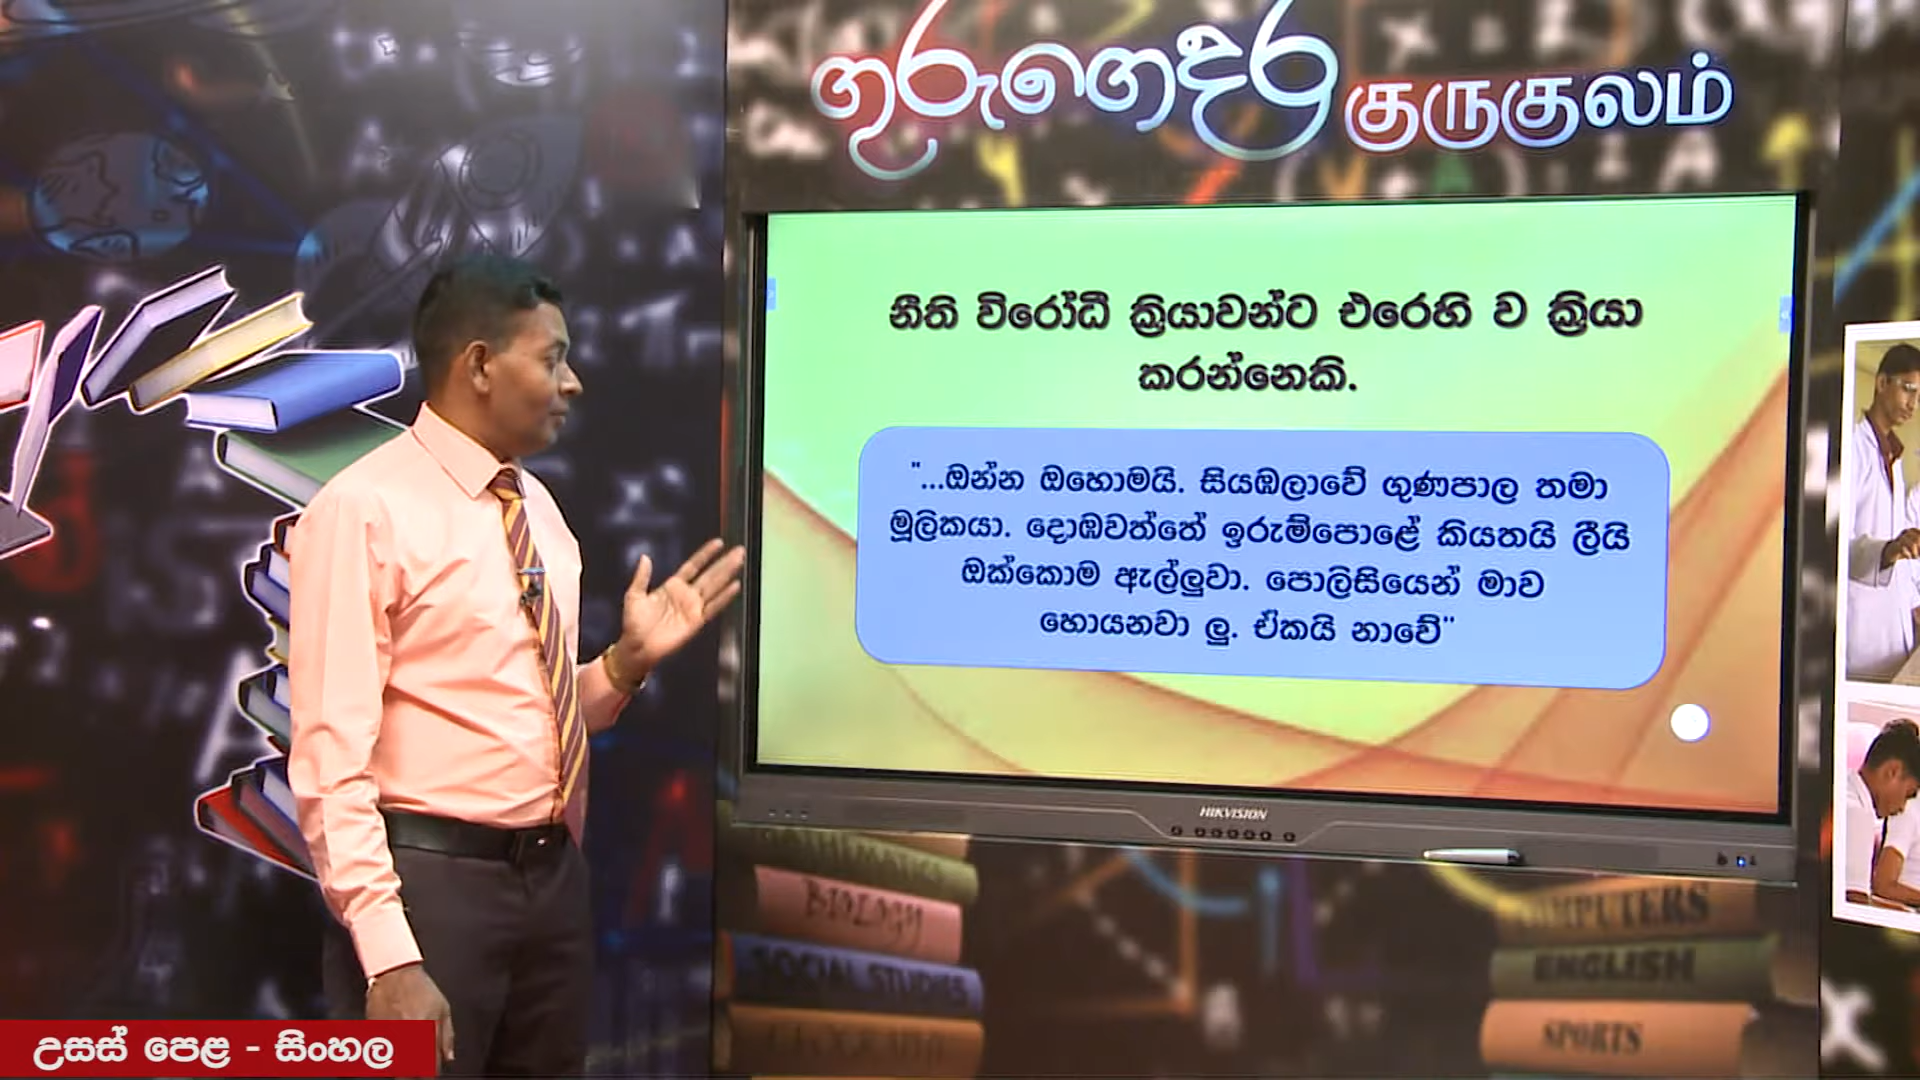 ගුරුගෙදර குருகுலம்
නීති විරෝධී ක්‍රියාවන්ට එරෙහි ව ක්‍රියා
කරන්නෙකි.
"...ඔන්න ඔහොමයි. සියඹලාවේ ගුණපාල තමා
මූලිකයා. දොඹවත්තේ ඉරුම්පොළේ කියතයි ලීයි
ඔක්කොම ඇල්ලුවා. පොලිසියෙන් මාව
හොයනවා ලු. ඒකයි නාවේ"
HIKVISION
MATHEMATICS
BIOLOGY
SOCIAL STUDIES
COMPUTERS
ENGLISH
SPORTS
උසස් පෙළ - සිංහල